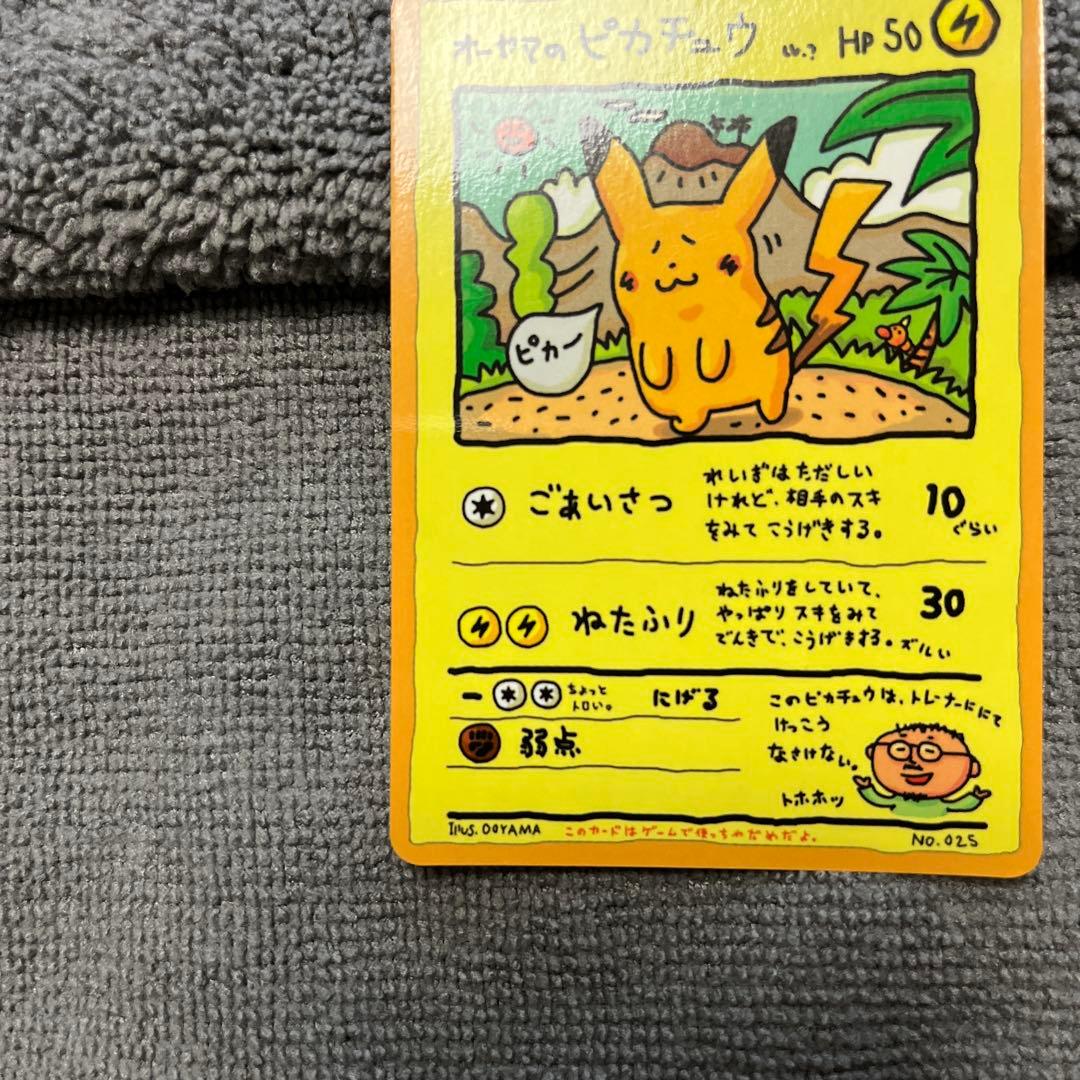 オーヤマの ピカチュウ LV.? HP 50
ピカー
ごあいさつ
れいぎはただしい
けれど、相手のスキ
をみてこうげきする。
10
ぐらい
ねたふり
ねたふりをしていて、
やっぱりスキをみて
でんきで、こうげきする。ズルい
30
ちょっと
トロい。
にげる
弱点
このピカチュウは、トレーナーににて
けっこう
なさけない。
トホホッ
Illus. OOYAMA このカードはゲームで使っちゃだめだよ。 NO. 025